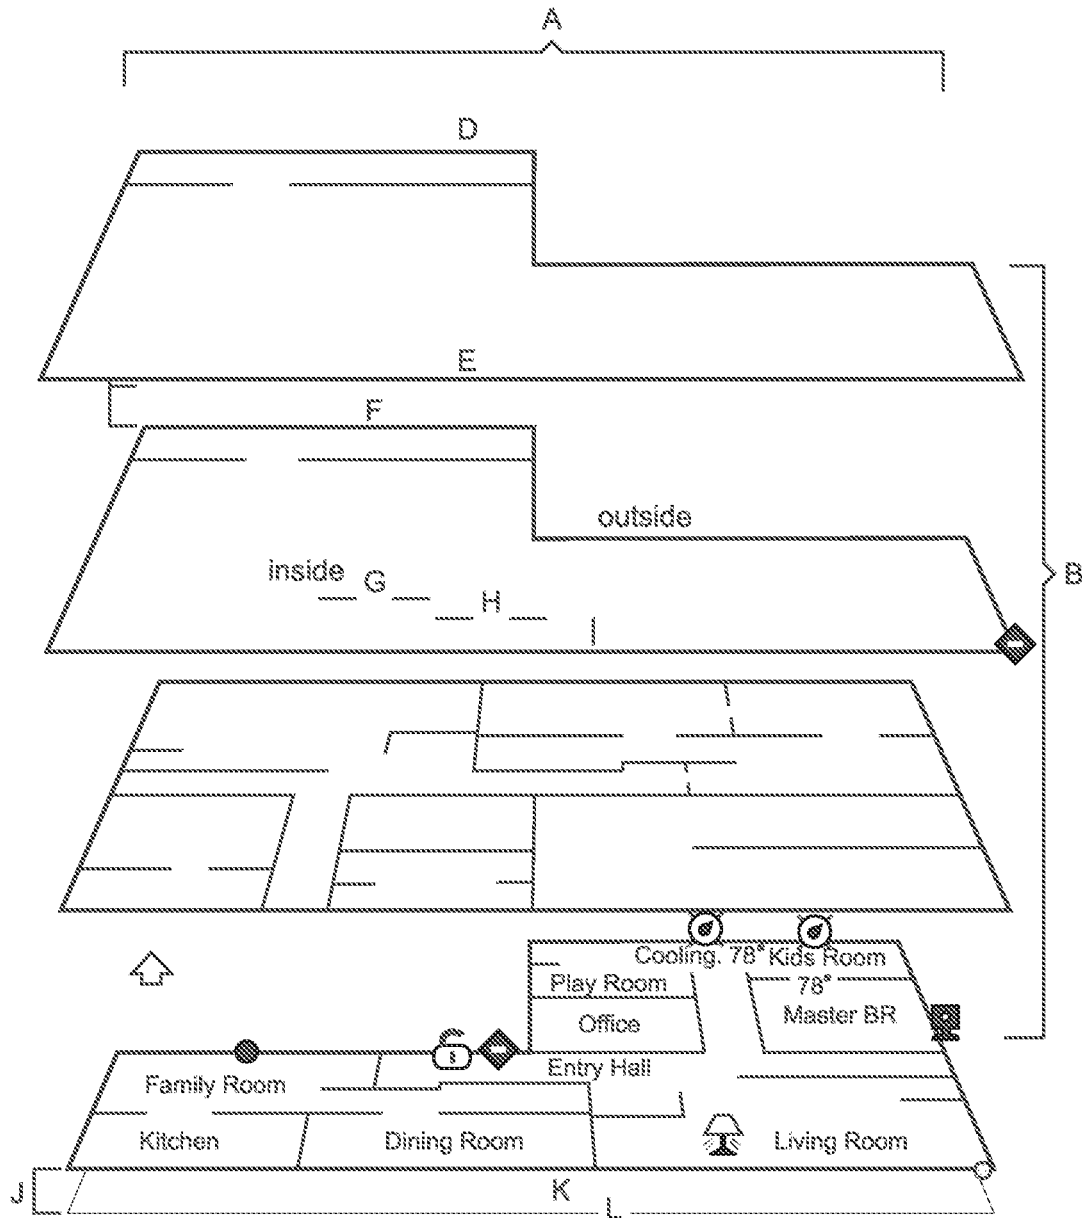 A
D
E
F
outside
inside
G
H
B
Cooling. 78° Kids Room
Play Room
78°
Office
Master BR
Entry Hall
Family Room
Kitchen
Dining Room
Living Room
J
K
L